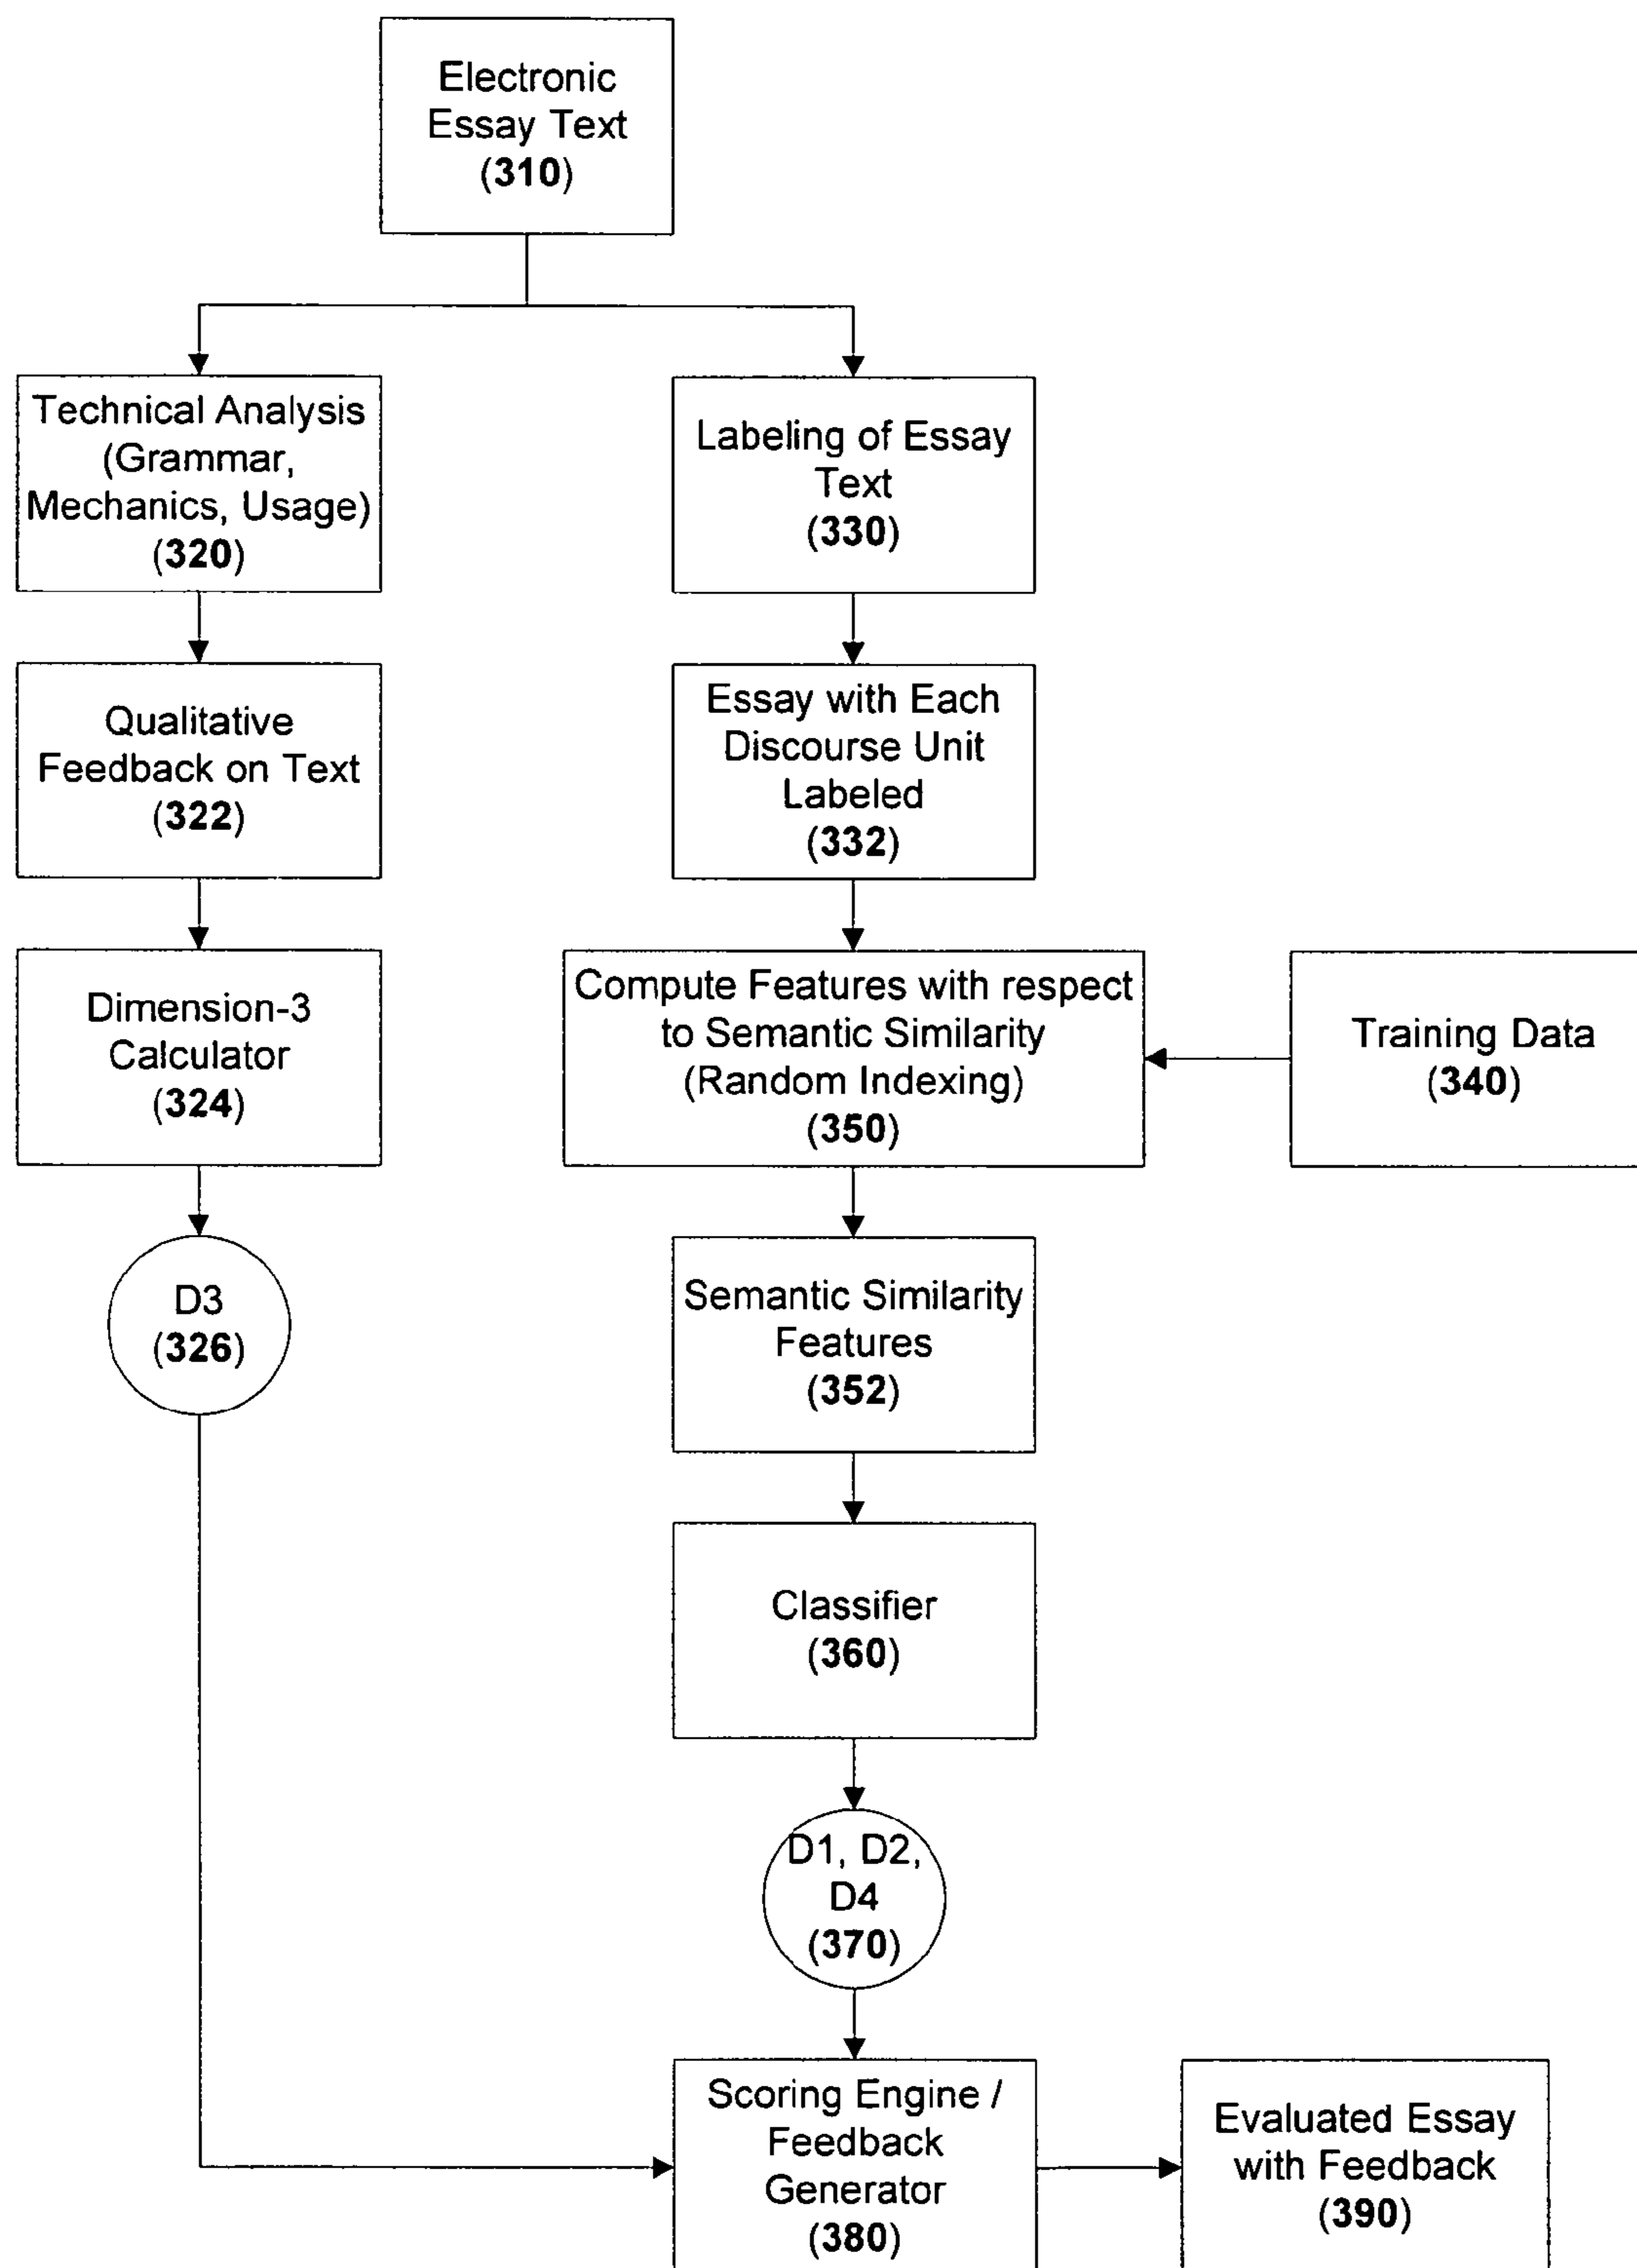 Electronic
Essay Text
(310)
Technical Analysis
(Grammar,
Mechanics, Usage)
(320)
Labeling of Essay
Text
(330)
Qualitative
Feedback on Text
(322)
Essay with Each
Discourse Unit
Labeled
(332)
Dimension-3
Calculator
(324)
Compute Features with respect
to Semantic Similarity
(Random Indexing)
(350)
Training Data
(340)
D3
(326)
Semantic Similarity
Features
(352)
Classifier
(360)
D1, D2,
D4
(370)
Scoring Engine /
Feedback
Generator
(380)
Evaluated Essay
with Feedback
(390)